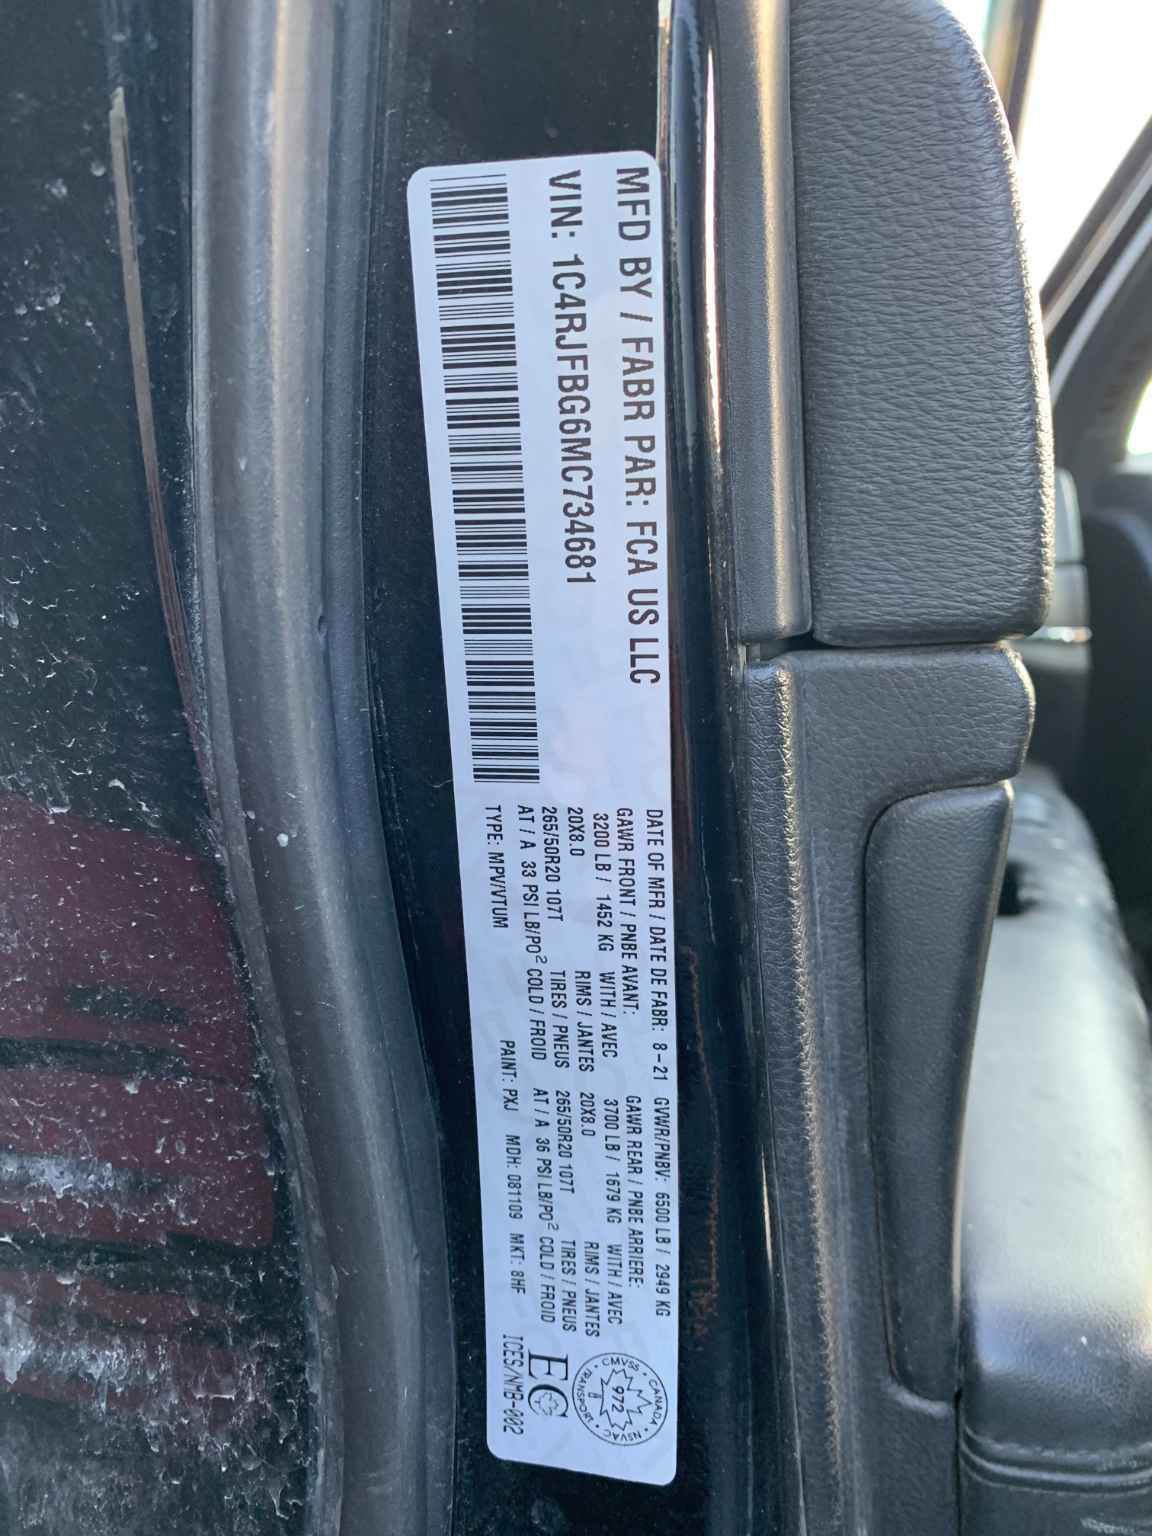 MFD BY / FABR PAR: FCA US LLC
DATE OF MFR / DATE DE FABR: 8-21 GVWR/PNBV: 6500 LB / 2949 KG
GAWR FRONT / PNBE AVANT: GAWR REAR / PNBE ARRIERE:
3200 LB / 1452 KG WITH / AVEC 3700 LB / 1679 KG WITH / AVEC
20X8.0 RIMS / JANTES 20X8.0 RIMS / JANTES
265/50R20 107T TIRES / PNEUS 265/50R20 107T TIRES / PNEUS
AT / A 33 PSI LB/PO² COLD / FROID AT / A 36 PSI LB/PO² COLD / FROID
VIN: 1C4RJFBG6MC734681
TYPE: MPV/VTUM PAINT: PXJ MDH: 081109 MKT: 8HF ICES/NMB-002
CANADA · NSVAC · TRANSPORT · CMVSS ·
972
EC